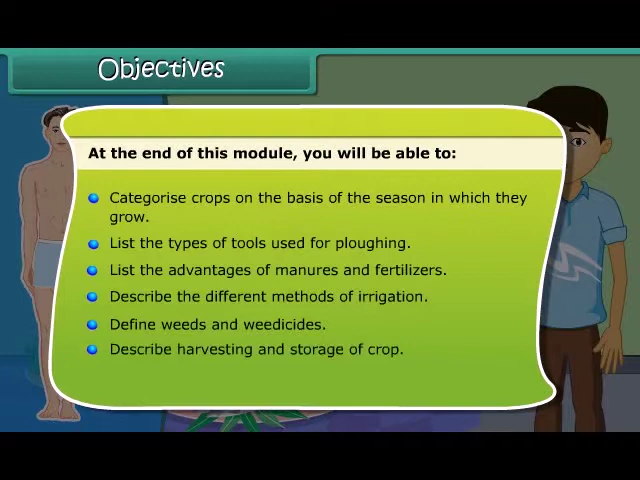 Objectives
At the end of this module, you will be able to:
Categorise crops on the basis of the season in which they
grow.
List the types of tools used for ploughing.
List the advantages of manures and fertilizers.
Describe the different methods of irrigation.
Define weeds and weedicides.
Describe harvesting and storage of crop.